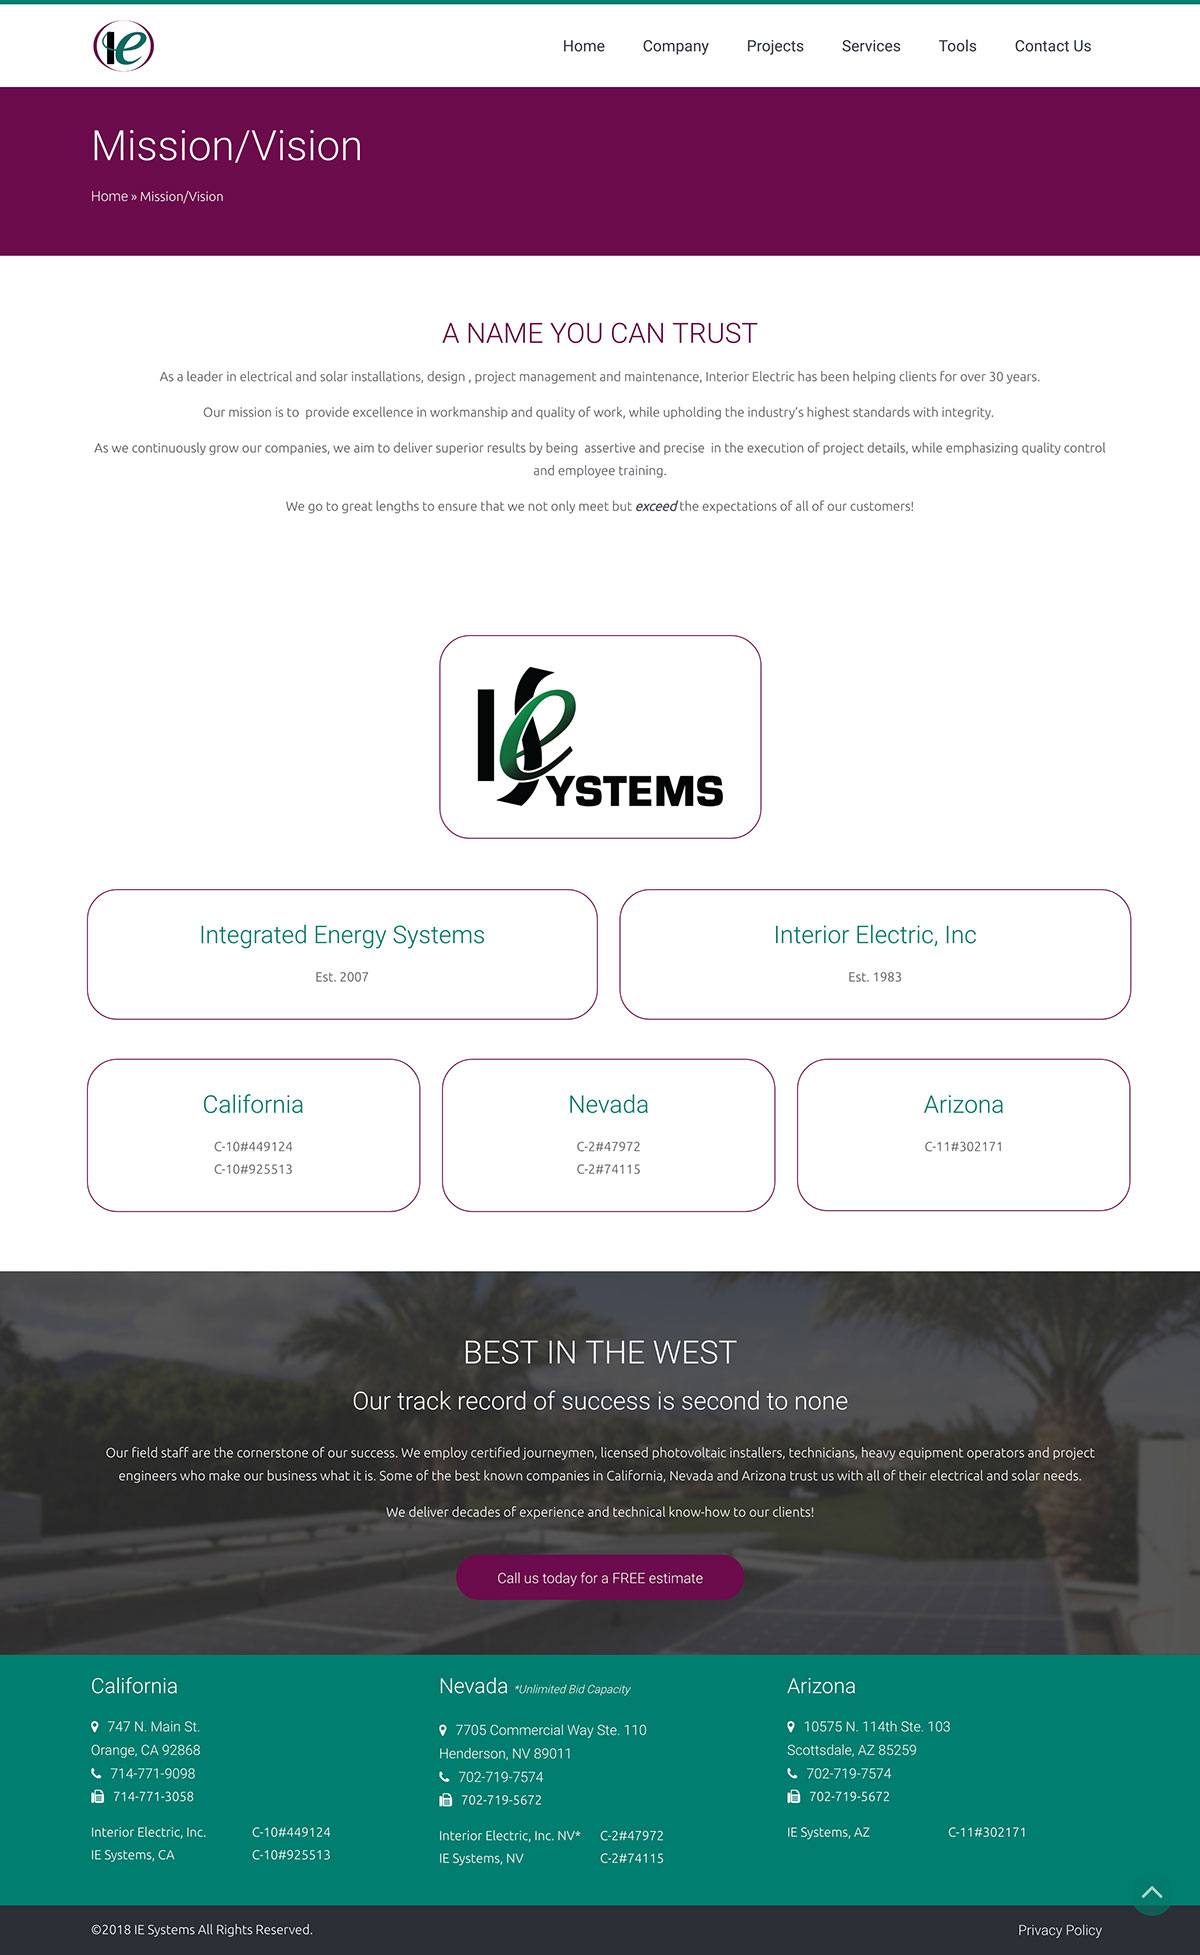 Ie
Home Company Projects Services Tools Contact Us
Mission/Vision
Home » Mission/Vision
A NAME YOU CAN TRUST
As a leader in electrical and solar installations, design , project management and maintenance, Interior Electric has been helping clients for over 30 years.
Our mission is to provide excellence in workmanship and quality of work, while upholding the industry’s highest standards with integrity.
As we continuously grow our companies, we aim to deliver superior results by being assertive and precise in the execution of project details, while emphasizing quality control
and employee training.
We go to great lengths to ensure that we not only meet but exceed the expectations of all of our customers!
Ie SYSTEMS
Integrated Energy Systems
Est. 2007
Interior Electric, Inc
Est. 1983
California
C-10#449124
C-10#925513
Nevada
C-2#47972
C-2#74115
Arizona
C-11#302171
BEST IN THE WEST
Our track record of success is second to none
Our field staff are the cornerstone of our success. We employ certified journeymen, licensed photovoltaic installers, technicians, heavy equipment operators and project
engineers who make our business what it is. Some of the best known companies in California, Nevada and Arizona trust us with all of their electrical and solar needs.
We deliver decades of experience and technical know-how to our clients!
Call us today for a FREE estimate
California
747 N. Main St.
Orange, CA 92868
714-771-9098
714-771-3058
Interior Electric, Inc. C-10#449124
IE Systems, CA C-10#925513
Nevada *Unlimited Bid Capacity
7705 Commercial Way Ste. 110
Henderson, NV 89011
702-719-7574
702-719-5672
Interior Electric, Inc. NV* C-2#47972
IE Systems, NV C-2#74115
Arizona
10575 N. 114th Ste. 103
Scottsdale, AZ 85259
702-719-7574
702-719-5672
IE Systems, AZ C-11#302171
©2018 IE Systems All Rights Reserved.
Privacy Policy